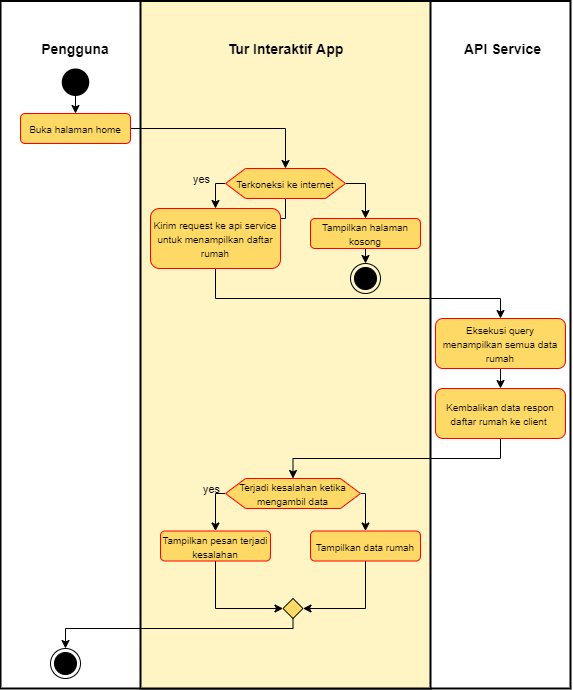 Pengguna
Tur Interaktif App
API Service
Buka halaman home
yes
Terkoneksi ke internet
Kirim request ke api service
untuk menampilkan daftar
rumah
Tampilkan halaman
kosong
Eksekusi query
menampilkan semua data
rumah
Kembalikan data respon
daftar rumah ke client
yes
Terjadi kesalahan ketika
mengambil data
Tampilkan pesan terjadi
kesalahan
Tampilkan data rumah